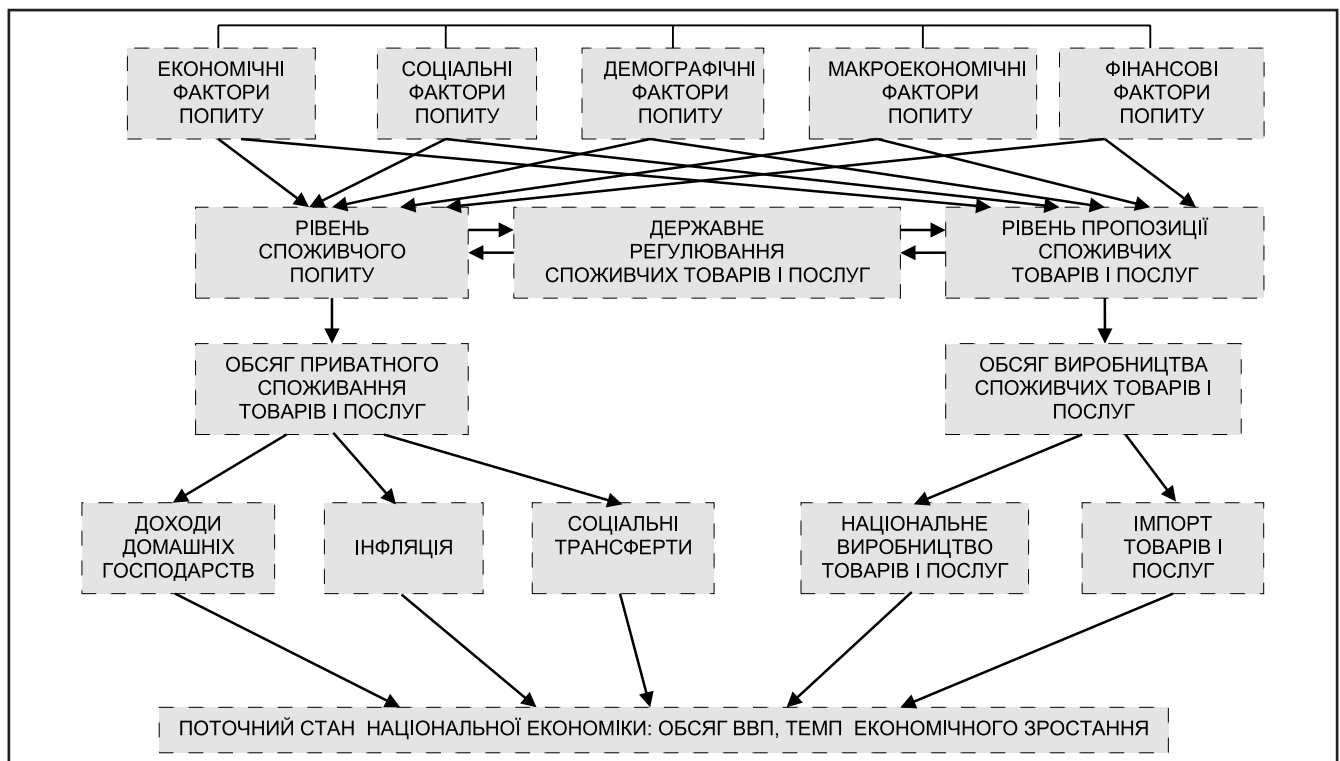 ЕКОНОМІЧНІ
ФАКТОРИ
ПОПИТУ
СОЦІАЛЬНІ
ФАКТОРИ
ПОПИТУ
ДЕМОГРАФІЧНІ
ФАКТОРИ
ПОПИТУ
МАКРОЕКОНОМІЧНІ
ФАКТОРИ
ПОПИТУ
ФІНАНСОВІ
ФАКТОРИ
ПОПИТУ
РІВЕНЬ
СПОЖИВЧОГО
ПОПИТУ
ДЕРЖАВНЕ
РЕГУЛЮВАННЯ
СПОЖИВЧИХ ТОВАРІВ І ПОСЛУГ
РІВЕНЬ ПРОПОЗИЦІЇ
СПОЖИВЧИХ
ТОВАРІВ І ПОСЛУГ
ОБСЯГ ПРИВАТНОГО
СПОЖИВАННЯ
ТОВАРІВ І ПОСЛУГ
ОБСЯГ ВИРОБНИЦТВА
СПОЖИВЧИХ ТОВАРІВ І
ПОСЛУГ
ДОХОДИ
ДОМАШНІХ
ГОСПОДАРСТВ
ІНФЛЯЦІЯ
СОЦІАЛЬНІ
ТРАНСФЕРТИ
НАЦІОНАЛЬНЕ
ВИРОБНИЦТВО
ТОВАРІВ І ПОСЛУГ
ІМПОРТ
ТОВАРІВ І
ПОСЛУГ
ПОТОЧНИЙ СТАН НАЦІОНАЛЬНОЇ ЕКОНОМІКИ: ОБСЯГ ВВП, ТЕМП ЕКОНОМІЧНОГО ЗРОСТАННЯ